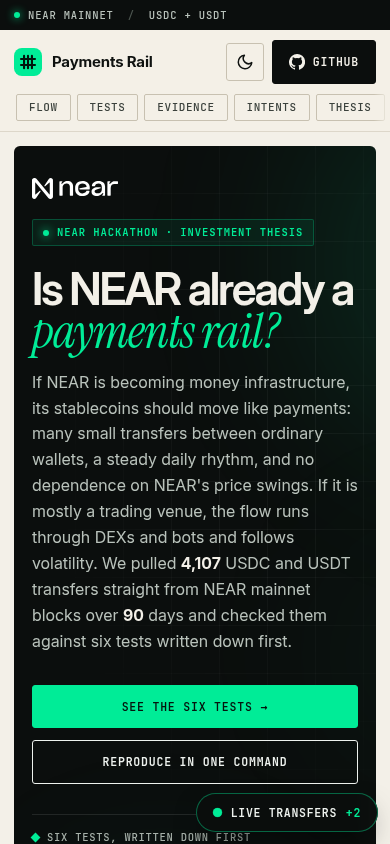 NEAR MAINNET / USDC + USDT
Payments Rail
GITHUB
FLOW TESTS EVIDENCE INTENTS THESIS
near
NEAR HACKATHON · INVESTMENT THESIS
Is NEAR already a
payments rail?
If NEAR is becoming money infrastructure,
its stablecoins should move like payments:
many small transfers between ordinary
wallets, a steady daily rhythm, and no
dependence on NEAR's price swings. If it is
mostly a trading venue, the flow runs
through DEXs and bots and follows
volatility. We pulled 4,107 USDC and USDT
transfers straight from NEAR mainnet
blocks over 90 days and checked them
against six tests written down first.
SEE THE SIX TESTS →
REPRODUCE IN ONE COMMAND
LIVE TRANSFERS +2
SIX TESTS, WRITTEN DOWN FIRST